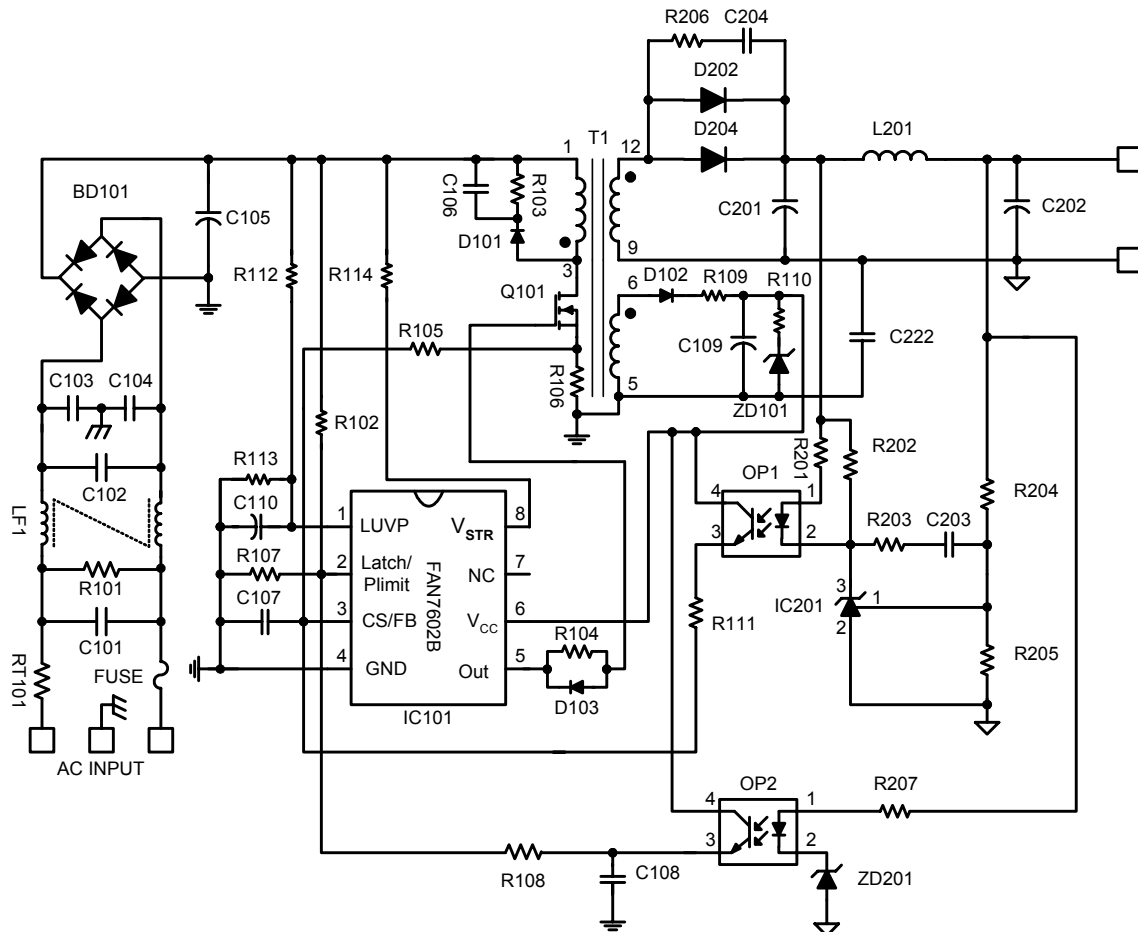 R206 C204
D202
D204
L201
T1
1
12
BD101
C105
C106
R103
D101
3
9
C201
C202
R112
R114
Q101
6
D102
R109
R110
R105
C109
C222
R106
5
ZD101
C103 C104
R102
R113
C102
C110
LF1
R107
R101
C107
C101
RT101
FUSE
AC INPUT
1 LUVP
2 Latch/
Plimit
3 CS/FB
4 GND
FAN7602B
VSTR 8
NC 7
VCC 6
Out 5
IC101
R104
D103
OP1
4
3
1
2
R201
R202
R203 C203
R204
R111
IC201
3
1
2
R205
OP2
4
3
1
2
R207
R108
C108
ZD201